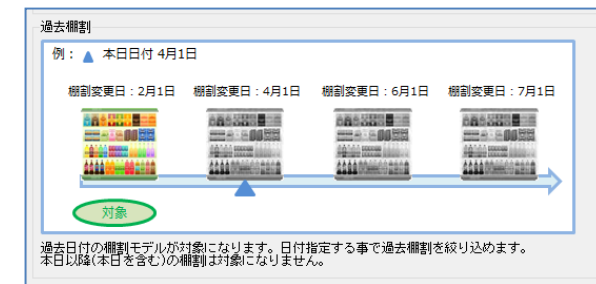 過去棚割
例： ▲ 本日日付 4月1日
棚割変更日：2月1日 棚割変更日：4月1日 棚割変更日：6月1日 棚割変更日：7月1日
対象
過去日付の棚割モデルが対象になります。日付指定する事で過去棚割を絞り込めます。
本日以降(本日を含む)の棚割は対象になりません。